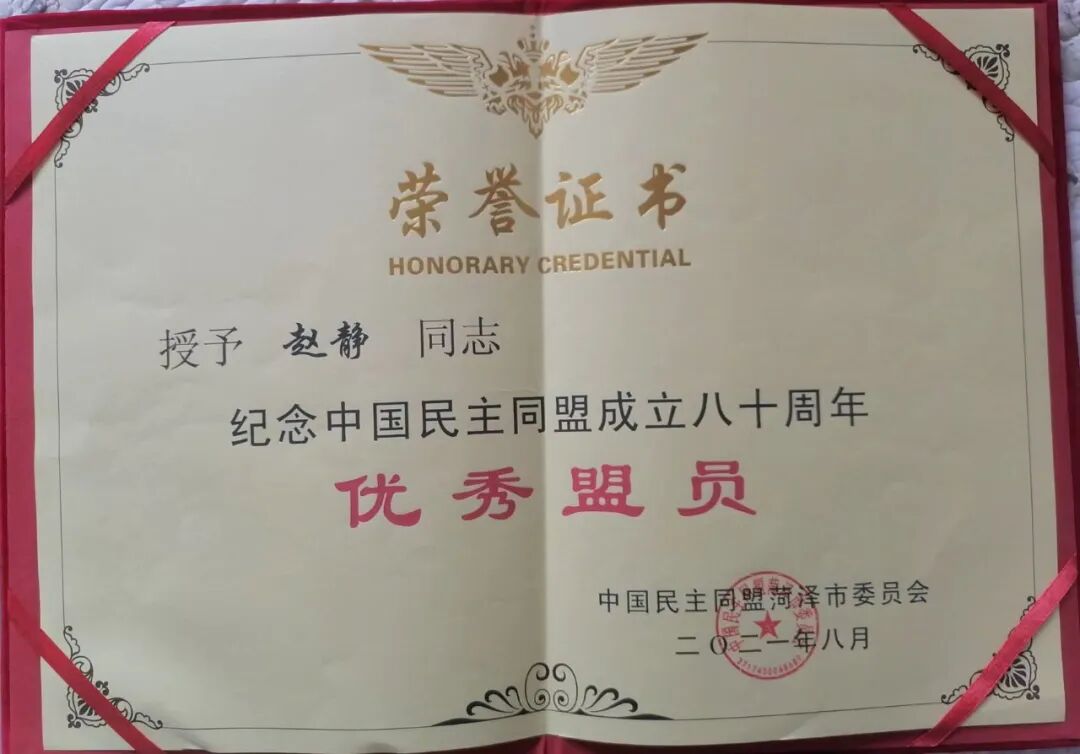 荣誉证书
HONORARY CREDENTIAL
授予 赵静 同志
纪念中国民主同盟成立八十周年
优秀盟员
中国民主同盟菏泽市委员会
二〇二一年八月